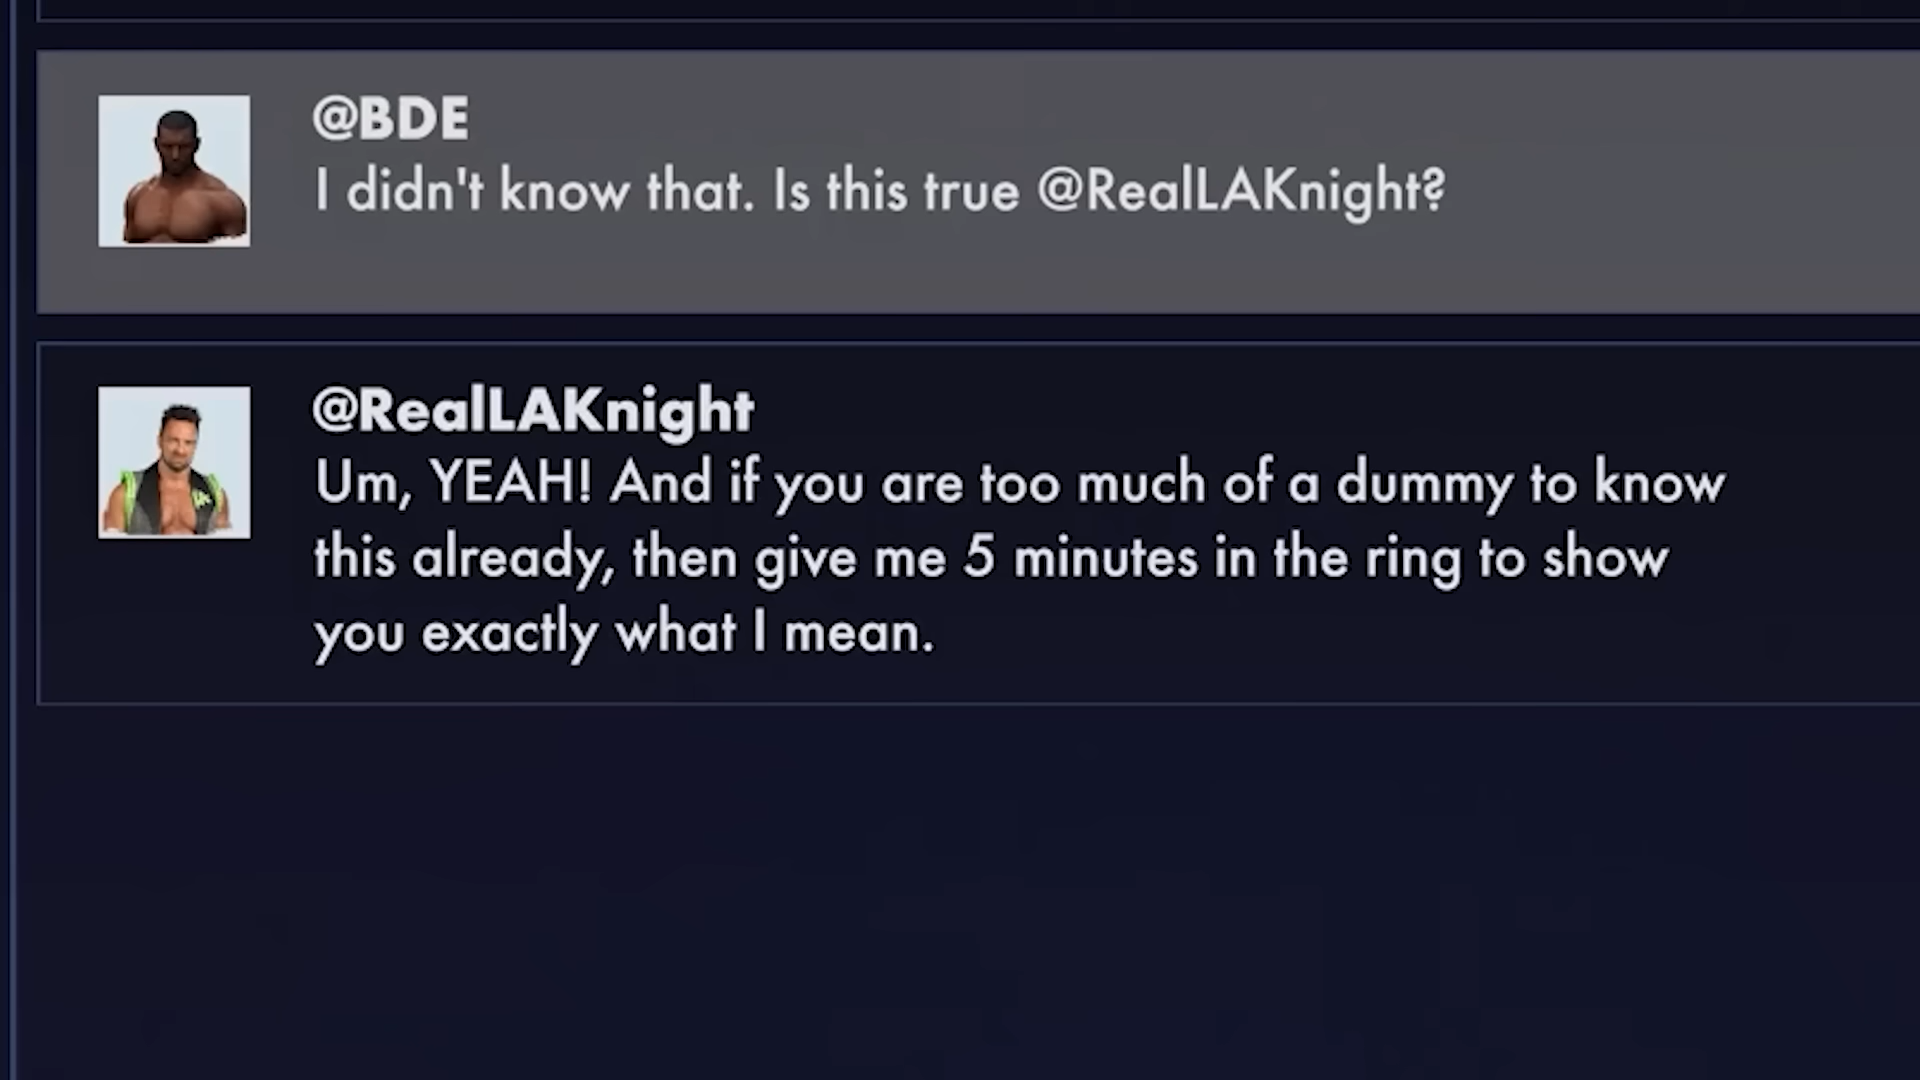 @BDE
I didn't know that. Is this true @RealLAKnight?
@RealLAKnight
Um, YEAH! And if you are too much of a dummy to know
this already, then give me 5 minutes in the ring to show
you exactly what I mean.